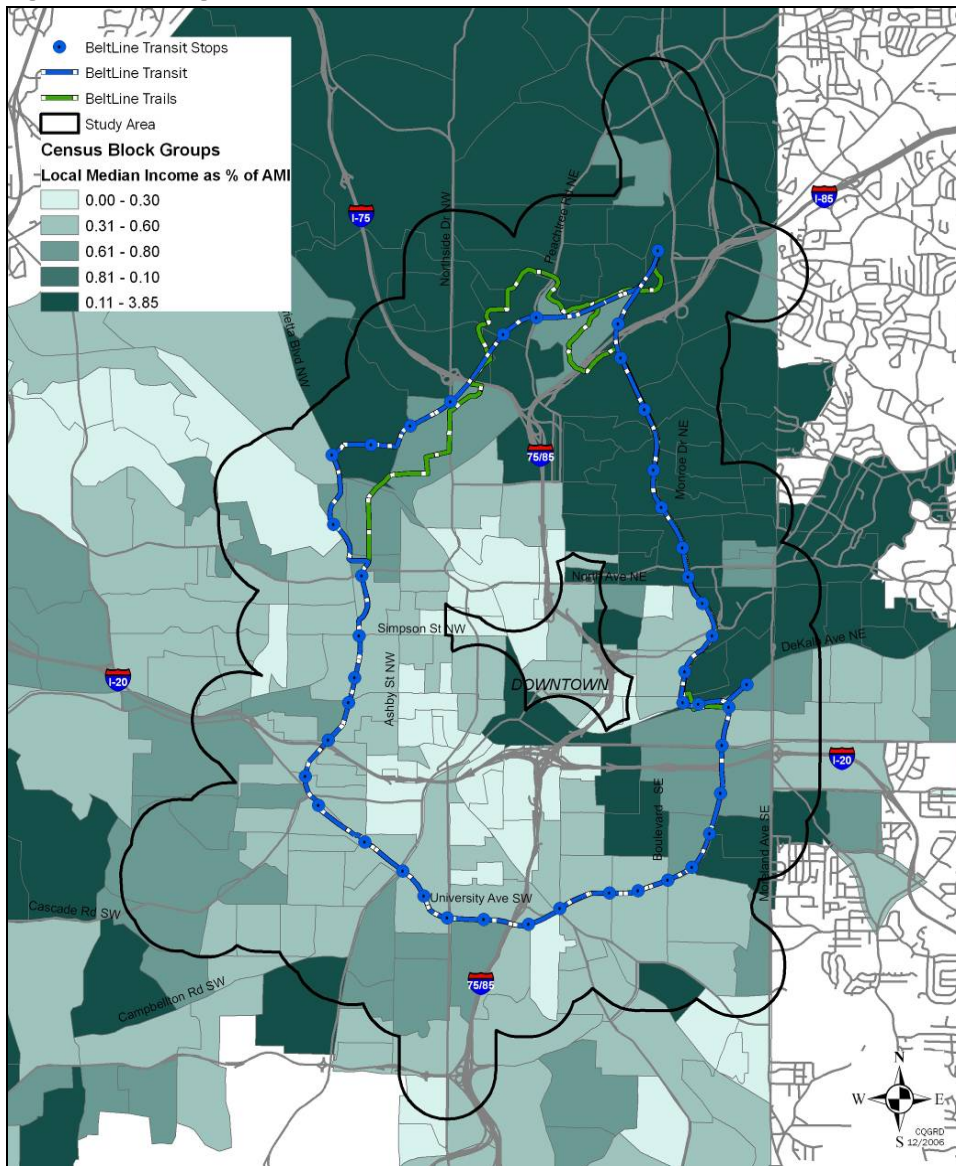 BeltLine Transit Stops
BeltLine Transit
BeltLine Trails
Study Area
Census Block Groups
Local Median Income as % of AMI
0.00 - 0.30
0.31 - 0.60
0.61 - 0.80
0.81 - 0.10
0.11 - 3.85
I-75
Northside Dr NW
Peachtree Rd NE
I-85
75/85
Monroe Dr NE
North Ave NE
Simpson St NW
DeKalb Ave NE
I-20
Ashby St NW
DOWNTOWN
I-20
Boulevard SE
Moreland Ave SE
University Ave SW
Cascade Rd SW
75/85
Campbellton Rd SW
N
W
E
S
CQGRD
12/2006